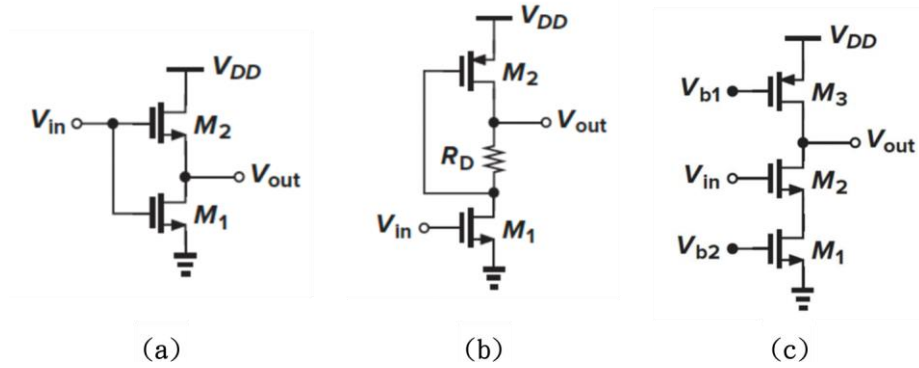 V_DD
V_in
M_2
V_out
M_1
(a)
V_DD
M_2
V_out
R_D
V_in
M_1
(b)
V_DD
V_b1
M_3
V_out
V_in
M_2
V_b2
M_1
(c)